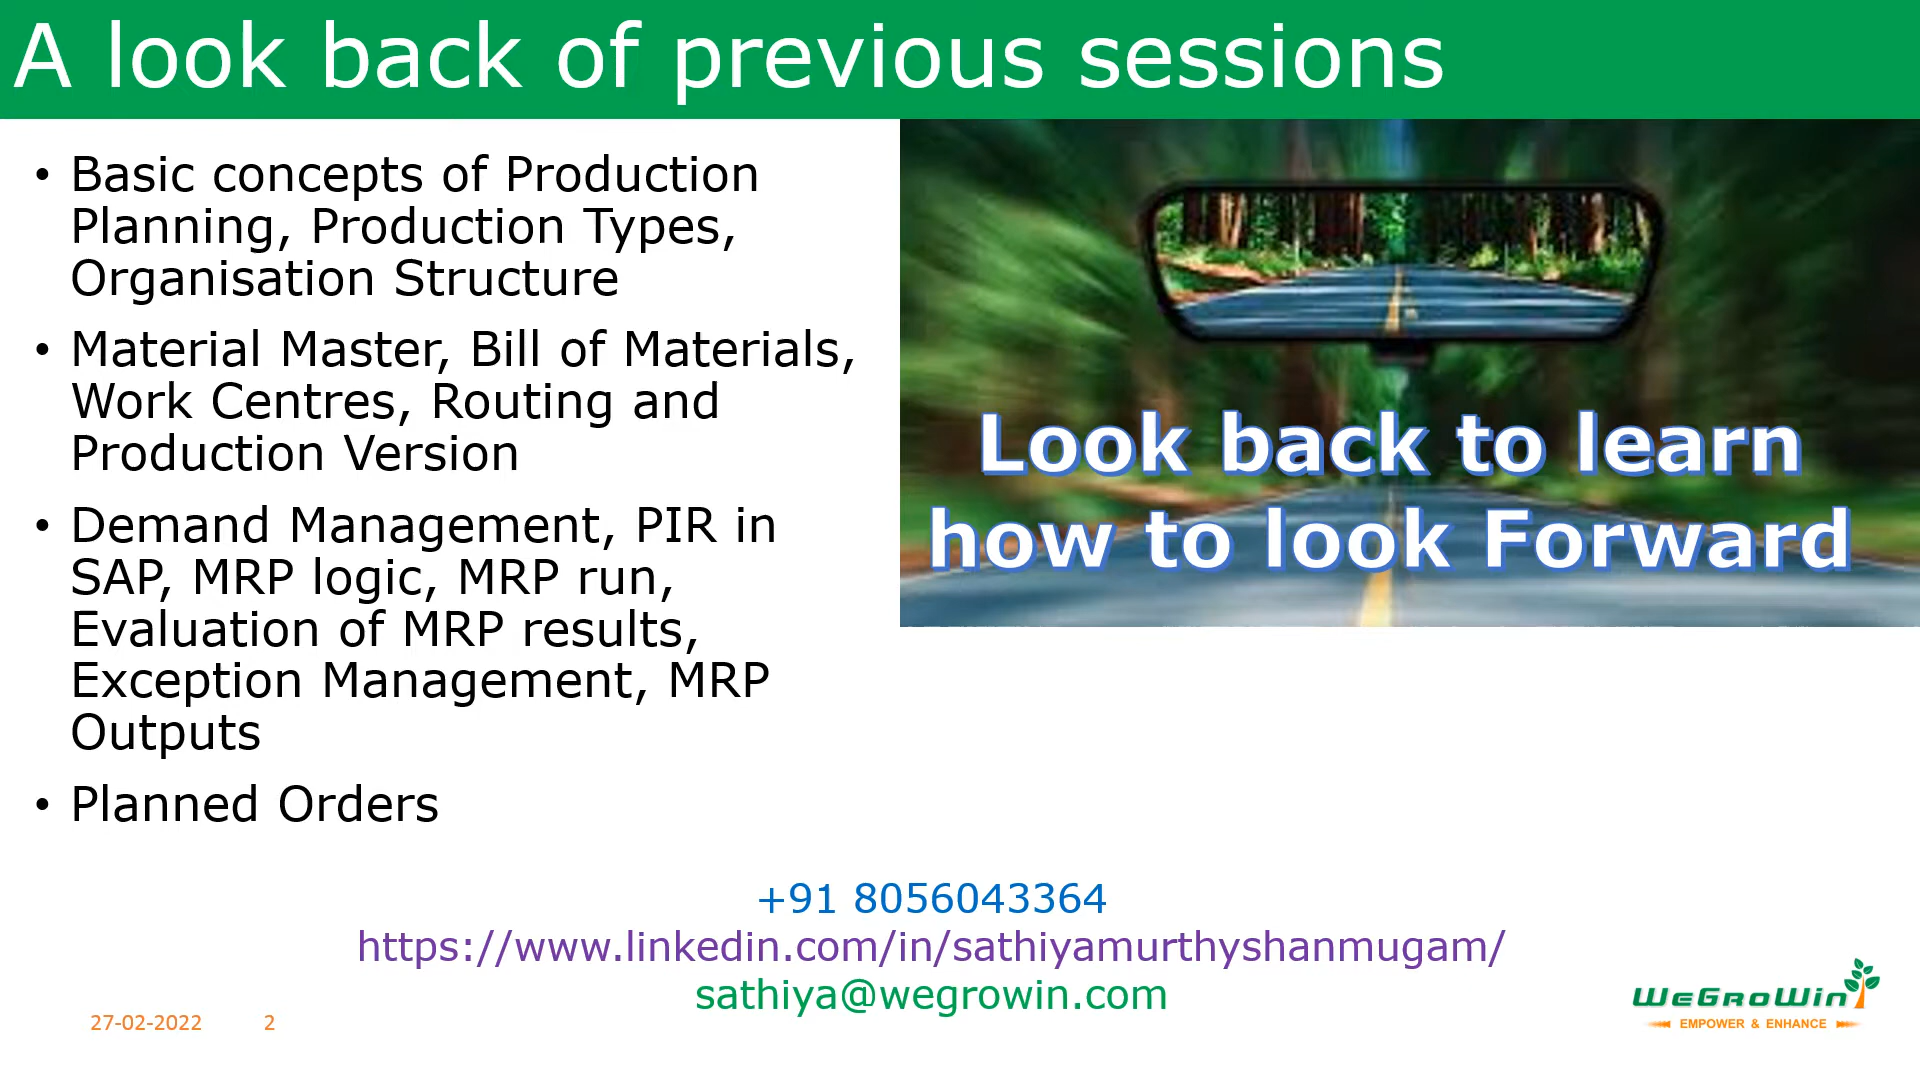 A look back of previous sessions
• Basic concepts of Production
Planning, Production Types,
Organisation Structure
• Material Master, Bill of Materials,
Work Centres, Routing and
Production Version
• Demand Management, PIR in
SAP, MRP logic, MRP run,
Evaluation of MRP results,
Exception Management, MRP
Outputs
• Planned Orders
Look back to learn
how to look Forward
+91 8056043364
https://www.linkedin.com/in/sathiyamurthyshanmugam/
sathiya@wegrowin.com
27-02-2022 2
WeGroWin
EMPOWER & ENHANCE